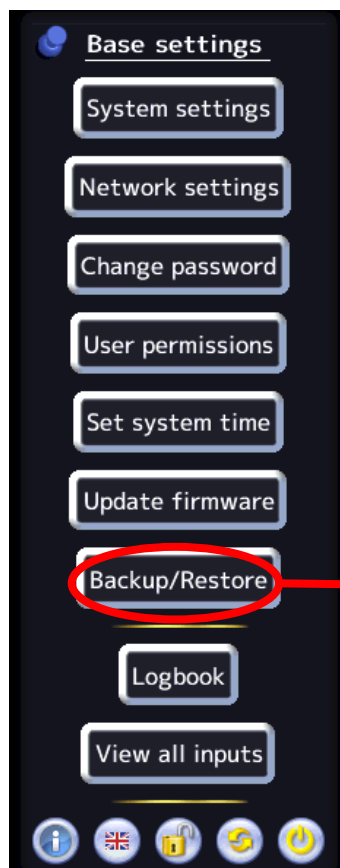 Base settings
System settings
Network settings
Change password
User permissions
Set system time
Update firmware
Backup/Restore
Logbook
View all inputs
i